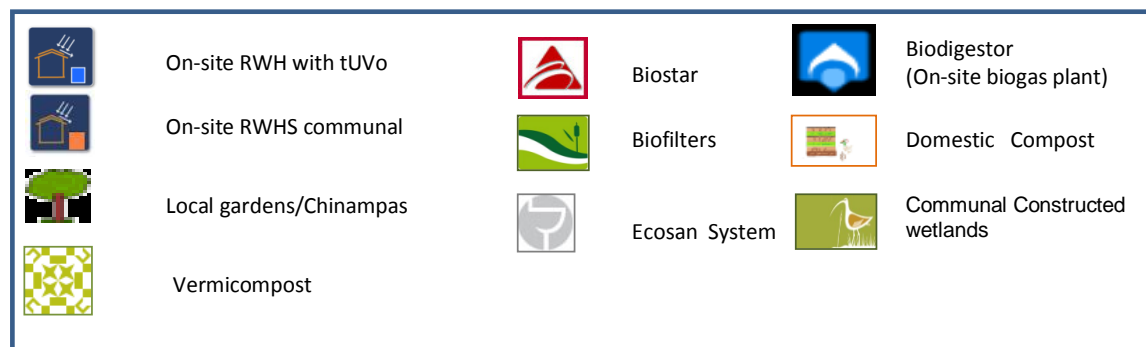 On-site RWH with tUVo
On-site RWHS communal
Local gardens/Chinampas
Vermicompost
Biostar
Biofilters
Ecosan System
Biodigestor
(On-site biogas plant)
Domestic Compost
Communal Constructed
wetlands